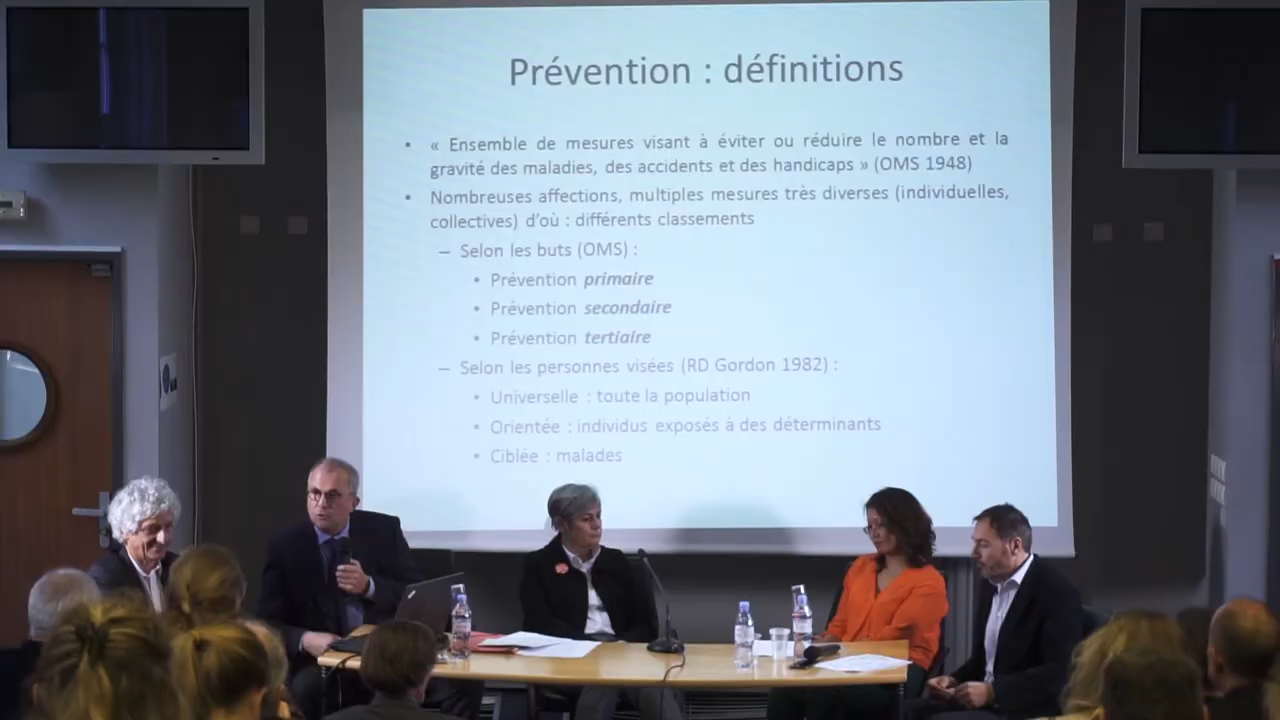 Prévention : définitions
• « Ensemble de mesures visant à éviter ou réduire le nombre et la
gravité des maladies, des accidents et des handicaps » (OMS 1948)
• Nombreuses affections, multiples mesures très diverses (individuelles,
collectives) d'où : différents classements
– Selon les buts (OMS) :
• Prévention primaire
• Prévention secondaire
• Prévention tertiaire
– Selon les personnes visées (RD Gordon 1982) :
• Universelle : toute la population
• Orientée : individus exposés à des déterminants
• Ciblée : malades